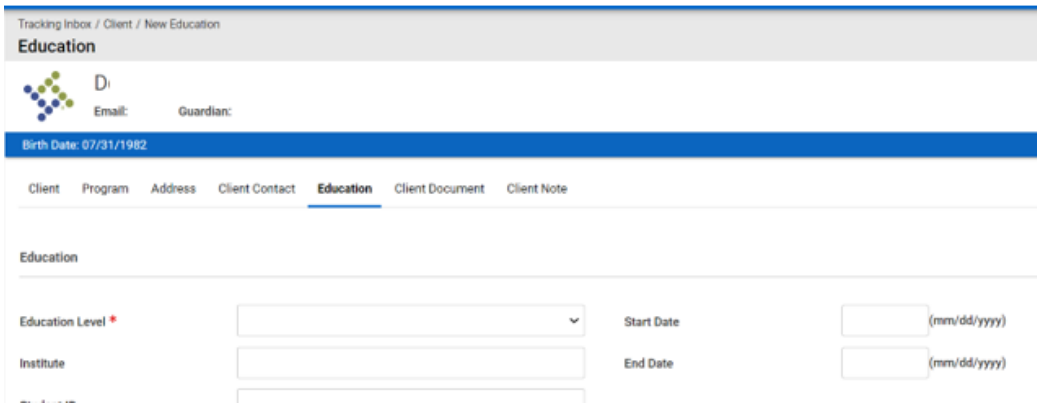 Tracking Inbox / Client / New Education
Education
Email: Guardian:
Birth Date: 07/31/1982
Client Program Address Client Contact Education Client Document Client Note
Education
Education Level * Start Date (mm/dd/yyyy)
Institute End Date (mm/dd/yyyy)